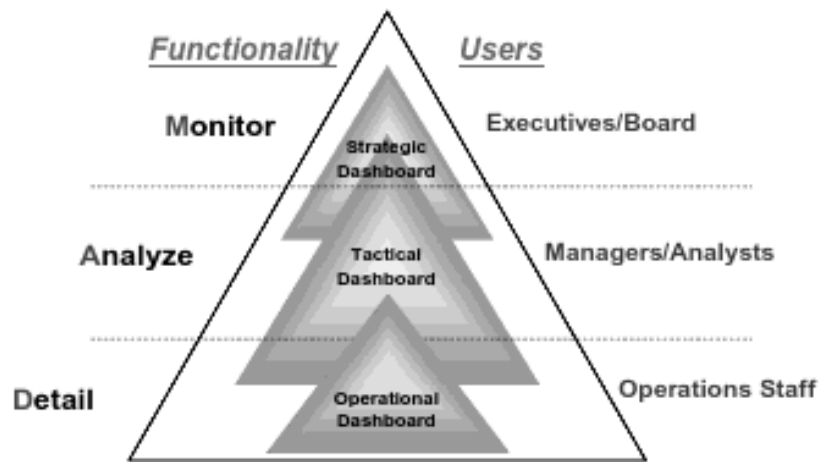 Functionality Users
Monitor Executives/Board
Strategic
Dashboard
Analyze Managers/Analysts
Tactical
Dashboard
Detail Operations Staff
Operational
Dashboard